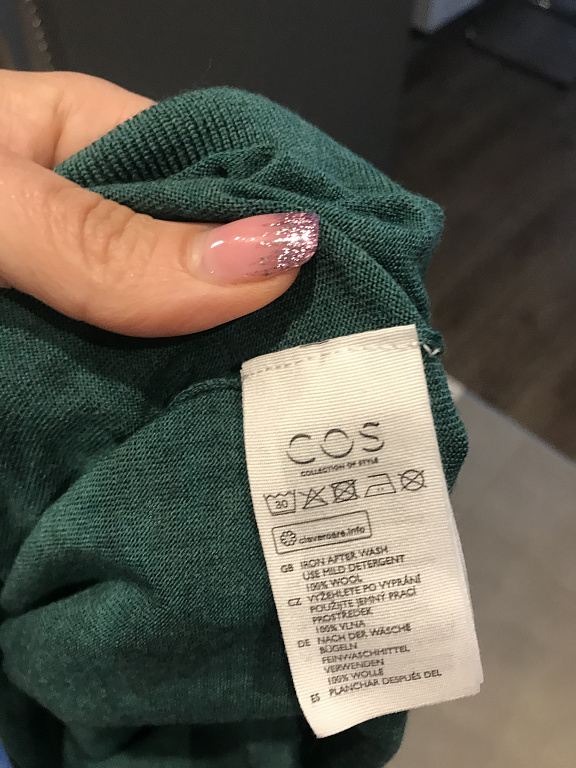 COS
COLLECTION OF STYLE
30
clevercare.info
GB IRON AFTER WASH
USE MILD DETERGENT
100% WOOL
CZ VYŽEHLETE PO VYPRÁNÍ
POUŽIJTE JEMNÝ PRACÍ
PROSTŘEDEK
100% VLNA
DE NACH DER WÄSCHE
BÜGELN
FEINWASCHMITTEL
VERWENDEN
100% WOLLE
ES PLANCHAR DESPUÉS DEL